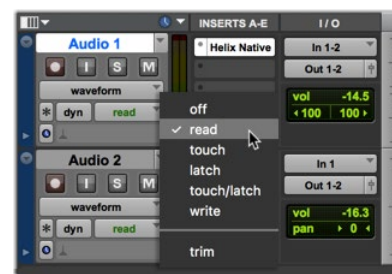 INSERTS A-E
I / O
Audio 1
Helix Native
In 1-2
I S M
Out 1-2
waveform
vol -14.5
dyn read
100 100
off
read
touch
latch
touch/latch
write
trim
Audio 2
In 1
I S M
Out 1-2
waveform
vol -16.3
dyn read
pan 0